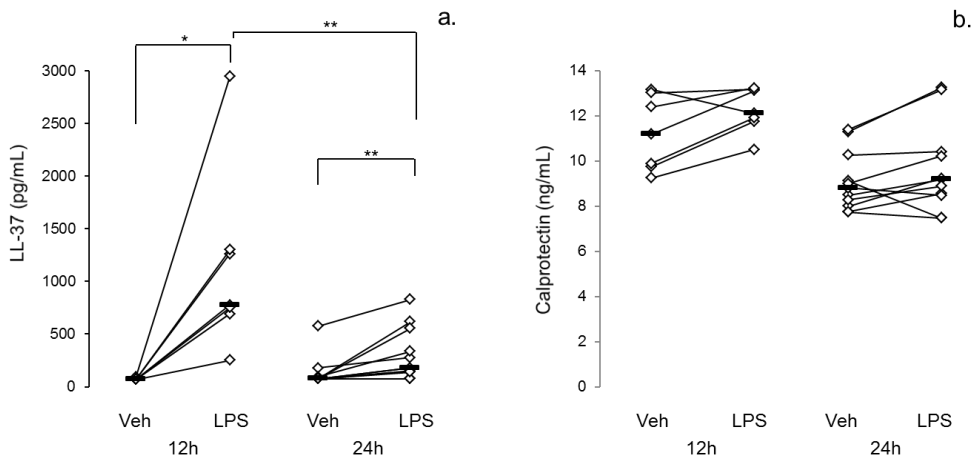 a.
*
**
3000
2500
2000
1500
1000
500
0
LL-37 (pg/mL)
**
Veh LPS Veh LPS
12h 24h
b.
14
12
10
8
6
4
2
0
Calprotectin (ng/mL)
Veh LPS Veh LPS
12h 24h